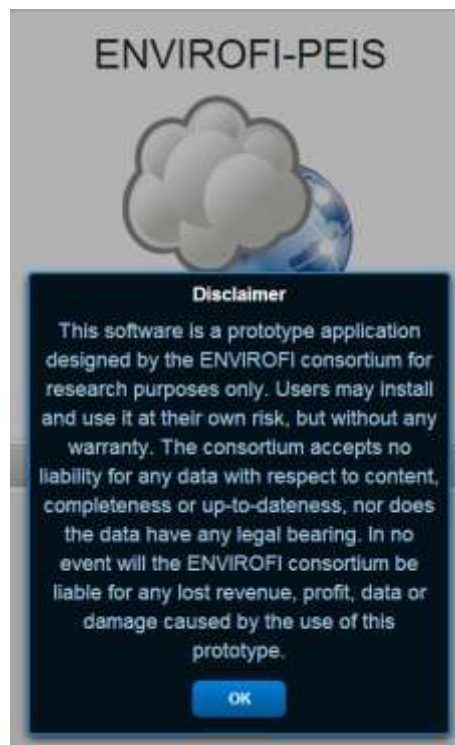 ENVIROFI-PEIS
Disclaimer
This software is a prototype application
designed by the ENVIROFI consortium for
research purposes only. Users may install
and use it at their own risk, but without any
warranty. The consortium accepts no
liability for any data with respect to content,
completeness or up-to-dateness, nor does
the data have any legal bearing. In no
event will the ENVIROFI consortium be
liable for any lost revenue, profit, data or
damage caused by the use of this
prototype.
OK